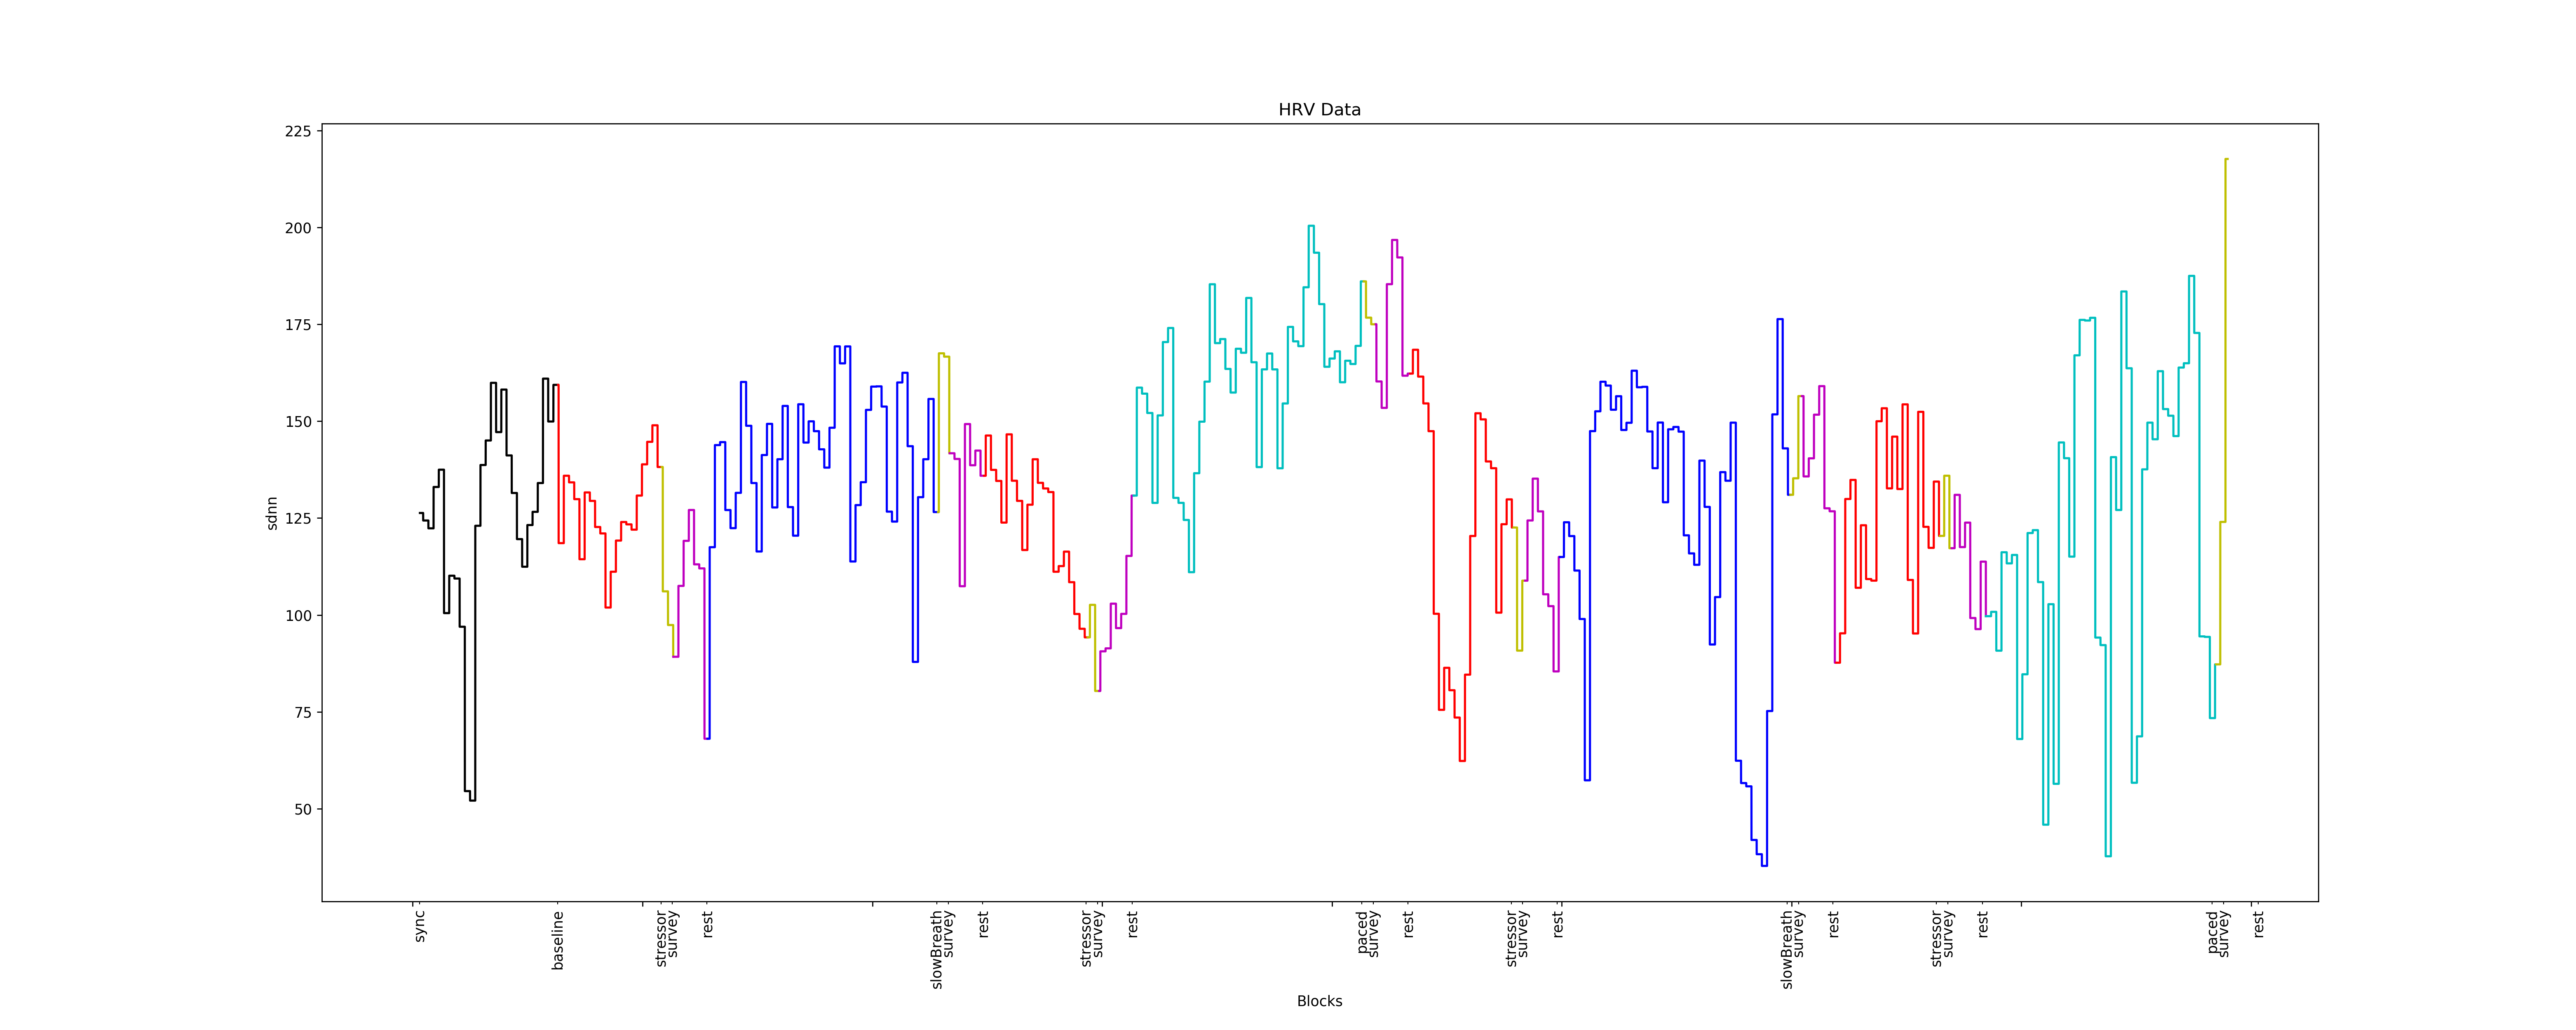 HRV Data
225
200
175
150
125
100
75
50
sdnn
sync
baseline
stressor
survey
rest
slowBreath
survey
rest
stressor
survey
rest
paced
survey
rest
stressor
survey
rest
slowBreath
survey
rest
stressor
survey
rest
paced
survey
rest
Blocks